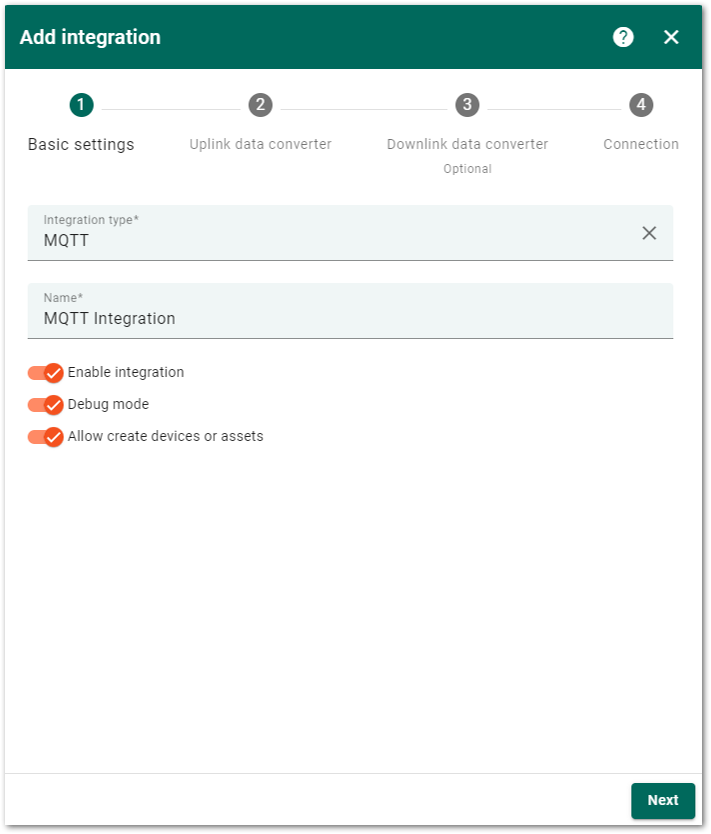 Add integration ?
1 2 3 4
Basic settings Uplink data converter Downlink data converter Connection
Optional
Integration type*
MQTT
Name*
MQTT Integration
Enable integration
Debug mode
Allow create devices or assets
Next